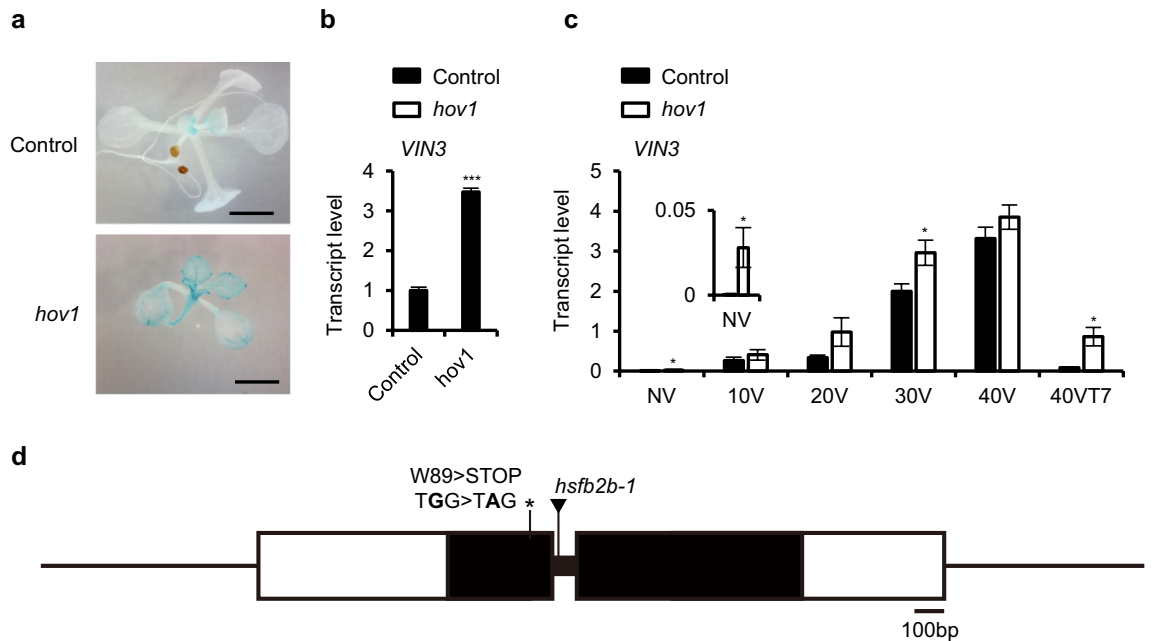 a
Control
hov1
b
Control
hov1
VIN3
Transcript level
4
3
2
1
0
***
Control
hov1
c
Control
hov1
VIN3
Transcript level
5
4
3
2
1
0
0.05
0
*
NV
*
*
*
NV 10V 20V 30V 40V 40VT7
d
W89>STOP
TGG>TAG *
hsfb2b-1
100bp